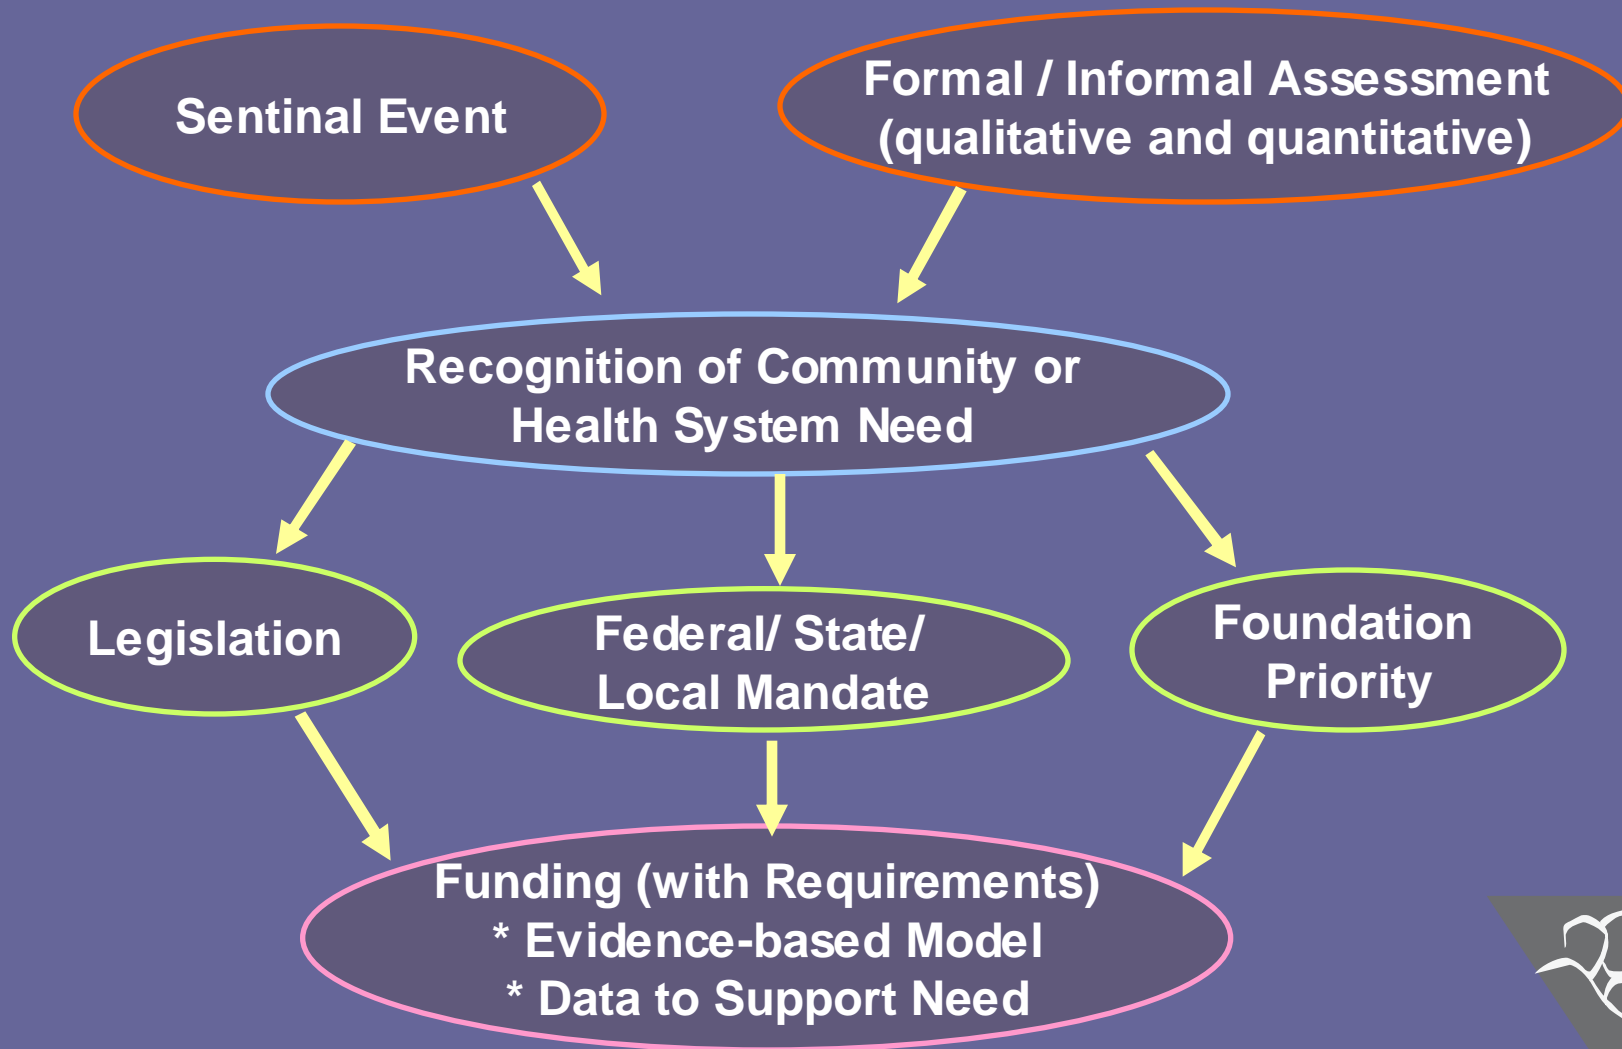 Sentinal Event
Formal / Informal Assessment
(qualitative and quantitative)
Recognition of Community or
Health System Need
Legislation
Federal/ State/
Local Mandate
Foundation
Priority
Funding (with Requirements)
* Evidence-based Model
* Data to Support Need